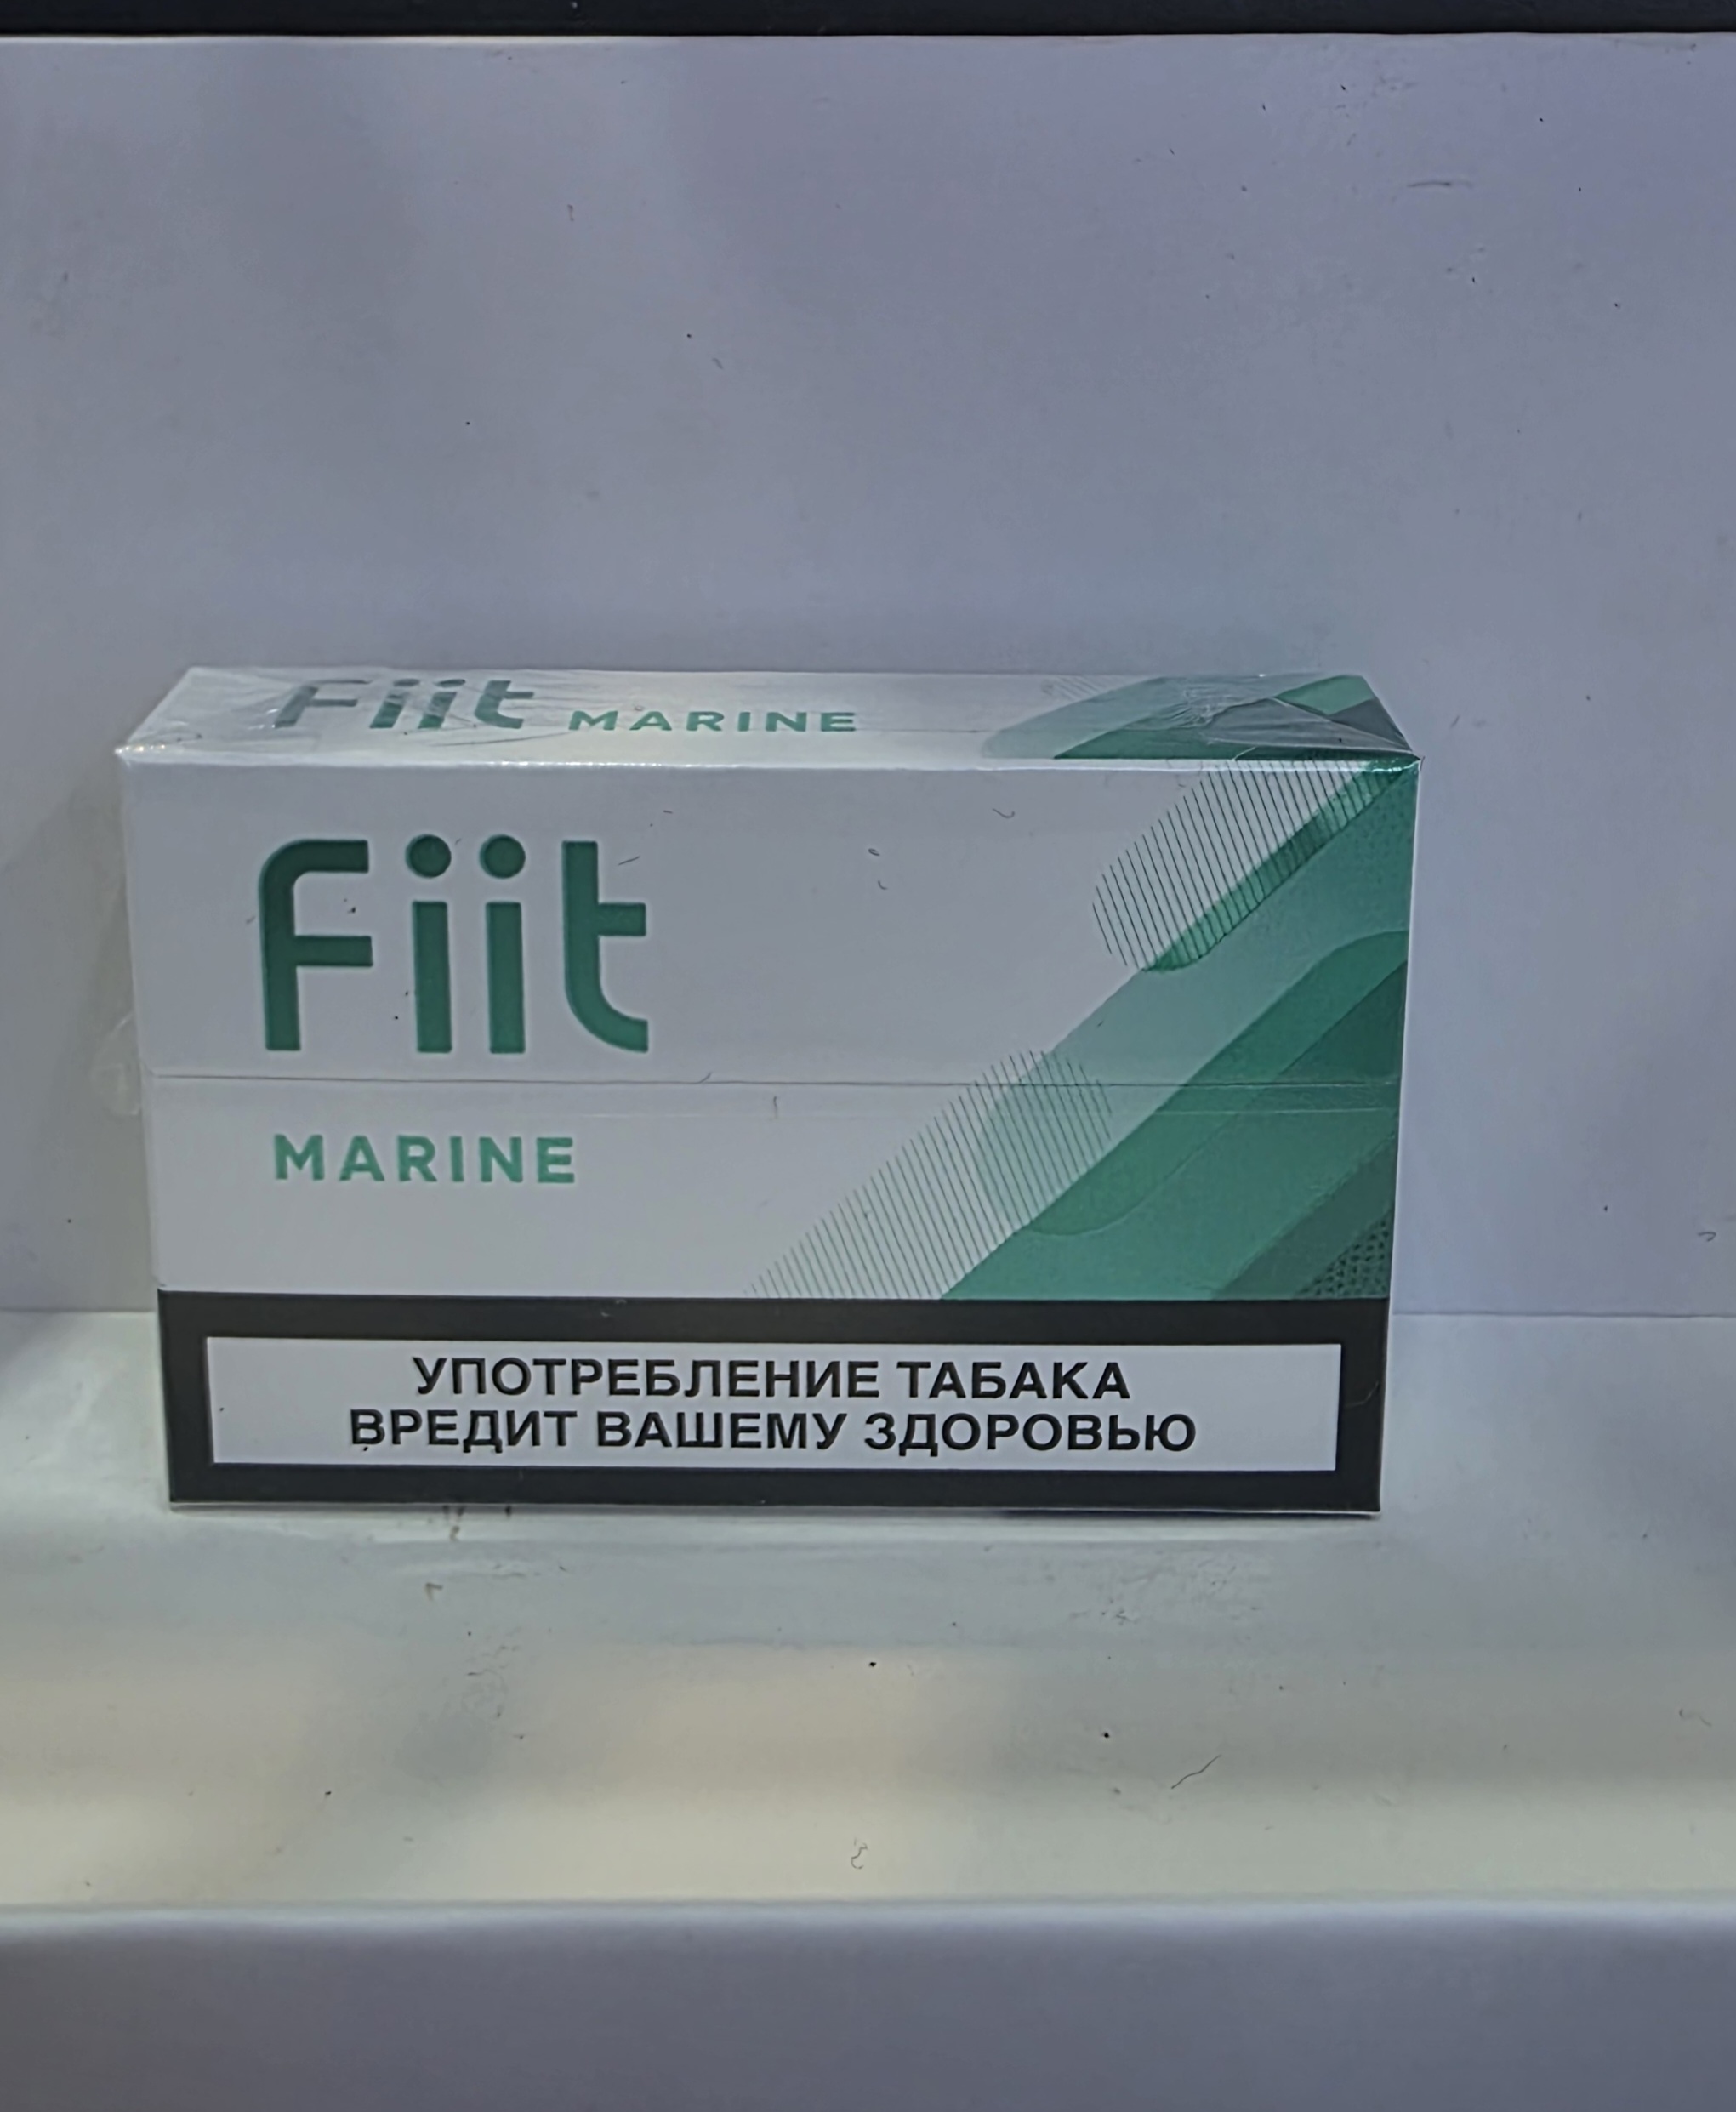 Fiit MARINE
Fiit
MARINE
УПОТРЕБЛЕНИЕ ТАБАКА
ВРЕДИТ ВАШЕМУ ЗДОРОВЬЮ